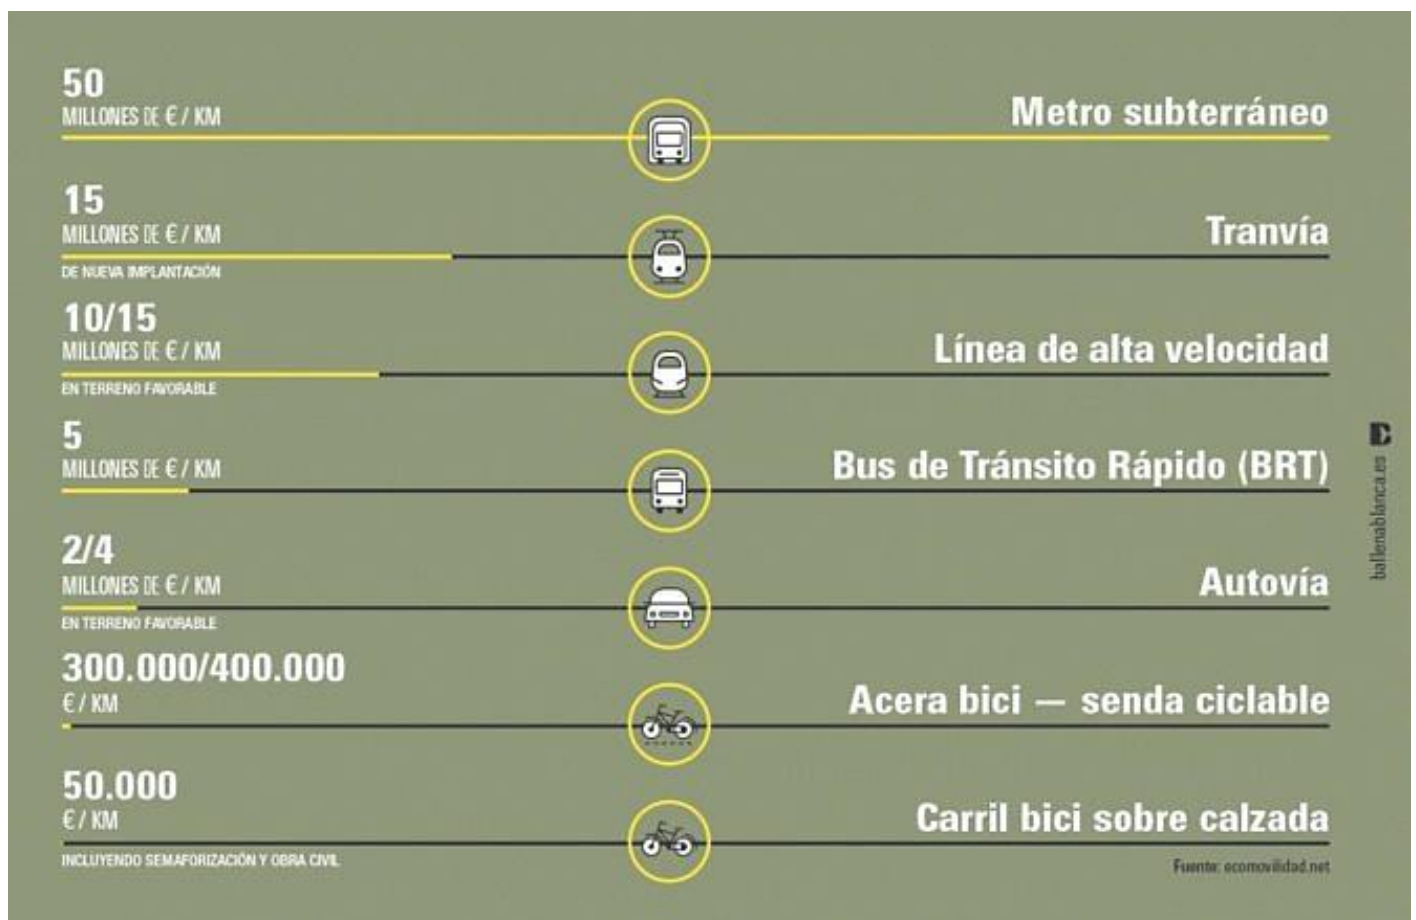 50
MILLONES DE € / KM
Metro subterráneo
15
MILLONES DE € / KM
Tranvía
DE NUEVA IMPLANTACIÓN
10/15
MILLONES DE € / KM
Línea de alta velocidad
EN TERRENO FAVORABLE
5
MILLONES DE € / KM
Bus de Tránsito Rápido (BRT)
2/4
MILLONES DE € / KM
Autovía
EN TERRENO FAVORABLE
300.000/400.000
€ / KM
Acera bici — senda ciclable
50.000
€ / KM
Carril bici sobre calzada
INCLUYENDO SEMAFORIZACIÓN Y OBRA CIVIL
Fuente: ecomovilidad.net
ballenablanca.es